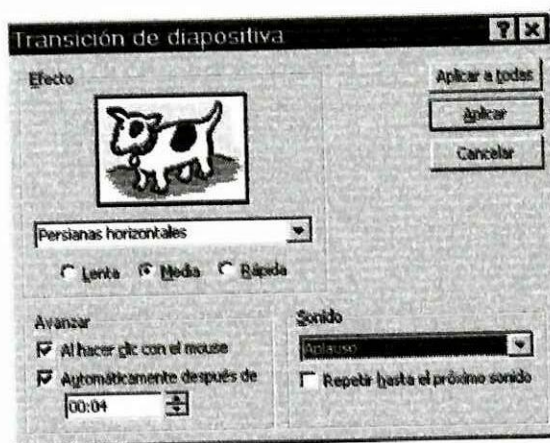 Transición de diapositiva
Efecto
Aplicar a todas
Aplicar
Cancelar
Persianas horizontales
Lenta Media Rápida
Avanzar
Al hacer clic con el mouse
Automáticamente después de
00:04
Sonido
Aplauso
Repetir hasta el próximo sonido